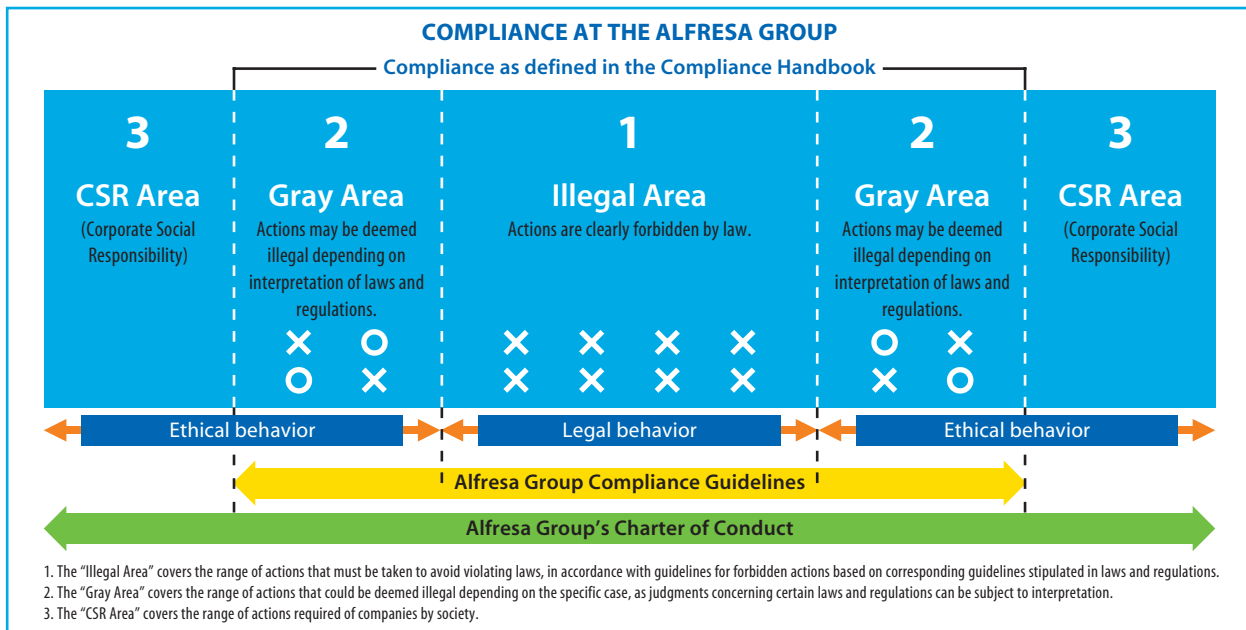 COMPLIANCE AT THE ALFRESA GROUP
Compliance as defined in the Compliance Handbook
3
CSR Area
(Corporate Social
Responsibility)
2
Gray Area
Actions may be deemed
illegal depending on
interpretation of laws and
regulations.
1
Illegal Area
Actions are clearly forbidden by law.
2
Gray Area
Actions may be deemed
illegal depending on
interpretation of laws and
regulations.
3
CSR Area
(Corporate Social
Responsibility)
Ethical behavior
Legal behavior
Ethical behavior
Alfresa Group Compliance Guidelines
Alfresa Group’s Charter of Conduct
1. The “Illegal Area” covers the range of actions that must be taken to avoid violating laws, in accordance with guidelines for forbidden actions based on corresponding guidelines stipulated in laws and regulations.
2. The “Gray Area” covers the range of actions that could be deemed illegal depending on the specific case, as judgments concerning certain laws and regulations can be subject to interpretation.
3. The “CSR Area” covers the range of actions required of companies by society.